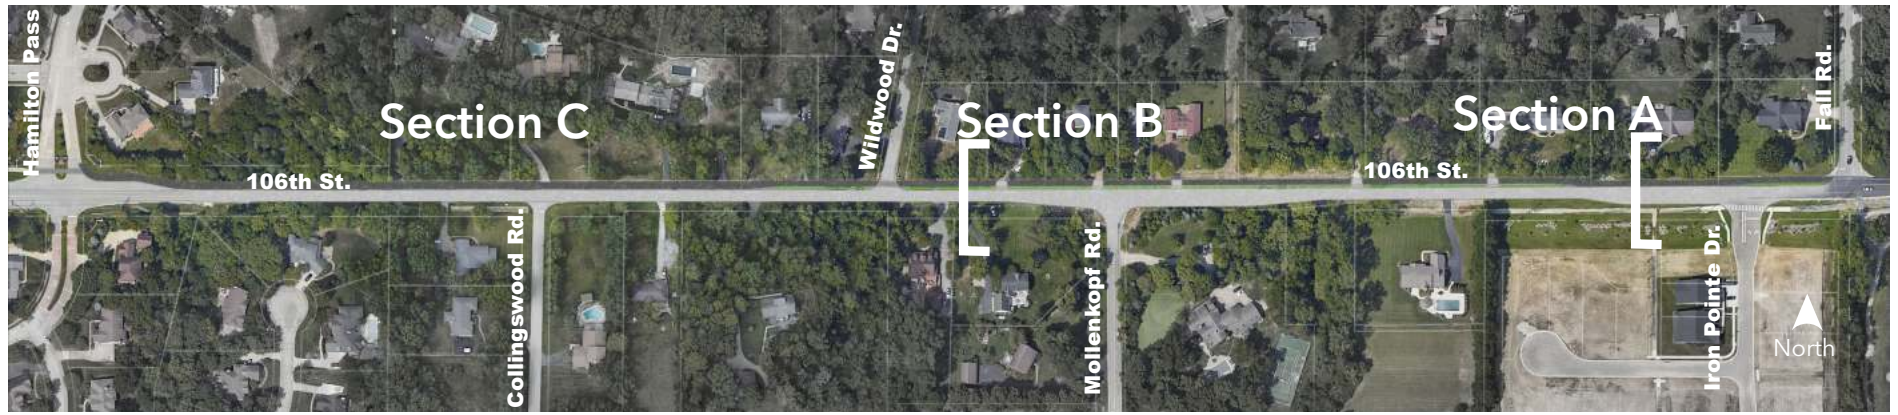 Hamilton Pass
Section C
Wildwood Dr.
Section B
Section A
Fall Rd.
106th St.
106th St.
Collingswood Rd.
Mollenkopf Rd.
Iron Pointe Dr.
North